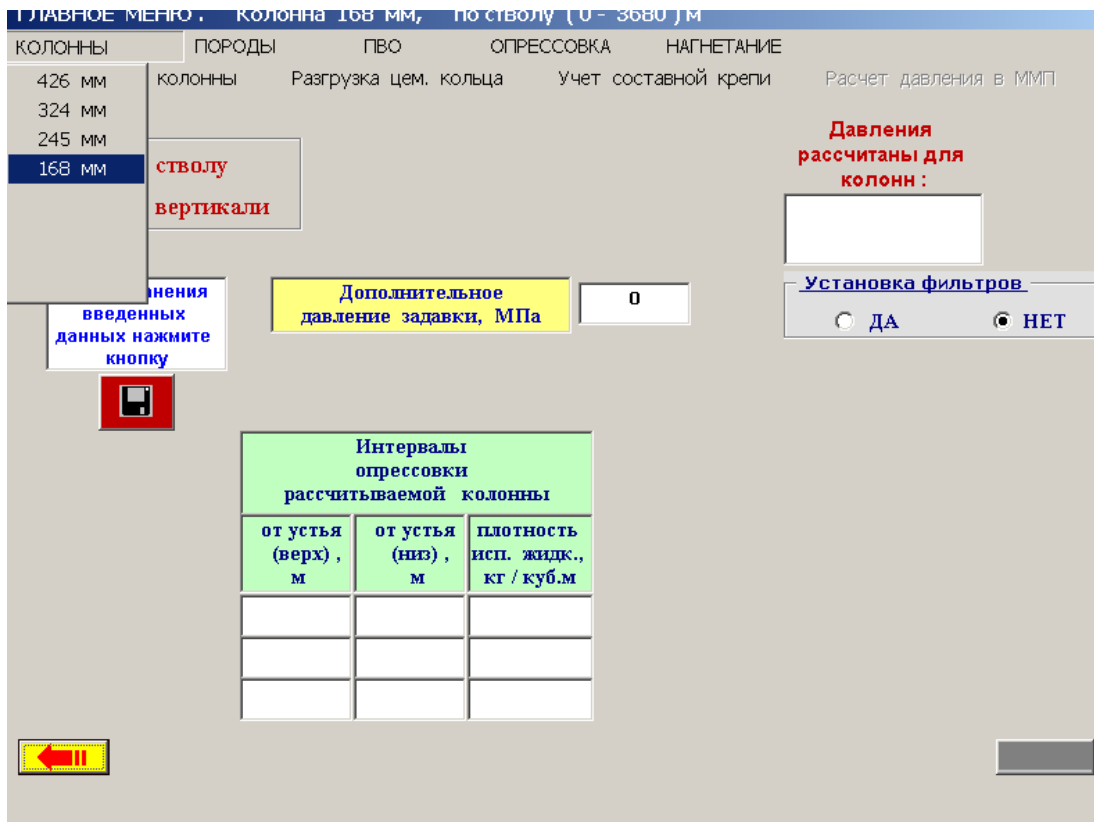 ГЛАВНОЕ МЕНЮ . Колонна 168 мм, по стволу ( 0 - 3680 ) м
КОЛОННЫ ПОРОДЫ ПВО ОПРЕССОВКА НАГНЕТАНИЕ
426 мм
324 мм
245 мм
168 мм
колонны Разгрузка цем. кольца Учет составной крепи Расчет давления в ММП
стволу
вертикали
Давления
рассчитаны для
колонн :
нения
введенных
данных нажмите
кнопку
Дополнительное
давление задавки, МПа
0
Установка фильтров
ДА НЕТ
Интервалы
опрессовки
рассчитываемой колонны
от устья
(верх) ,
м
от устья
(низ) ,
м
плотность
исп. жидк.,
кг / куб.м